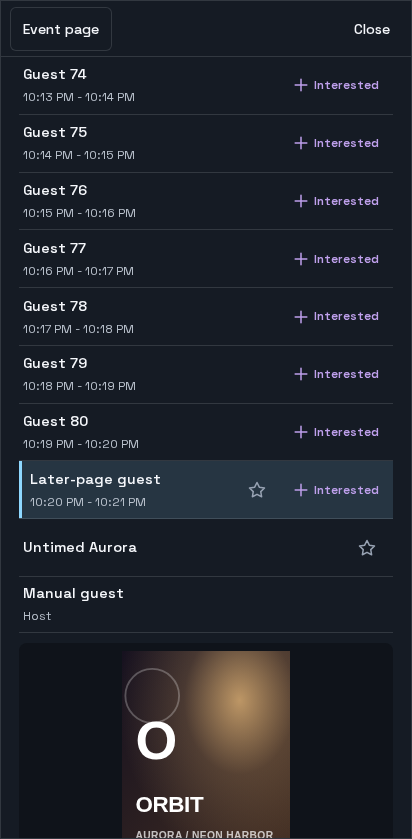 Event page
Close
Guest 74
10:13 PM - 10:14 PM
Interested
Guest 75
10:14 PM - 10:15 PM
Interested
Guest 76
10:15 PM - 10:16 PM
Interested
Guest 77
10:16 PM - 10:17 PM
Interested
Guest 78
10:17 PM - 10:18 PM
Interested
Guest 79
10:18 PM - 10:19 PM
Interested
Guest 80
10:19 PM - 10:20 PM
Interested
Later-page guest
10:20 PM - 10:21 PM
Interested
Untimed Aurora
Manual guest
Host
O
ORBIT
AURORA / NEON HARBOR